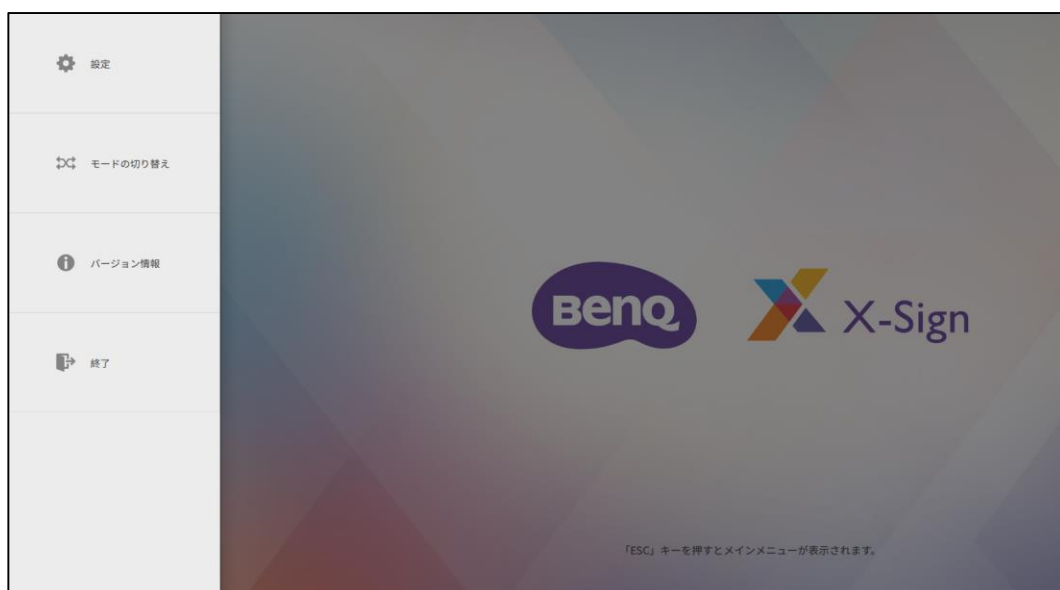 設定
モードの切り替え
バージョン情報
終了
BenQ
X-Sign
「ESC」キーを押すとメインメニューが表示されます。